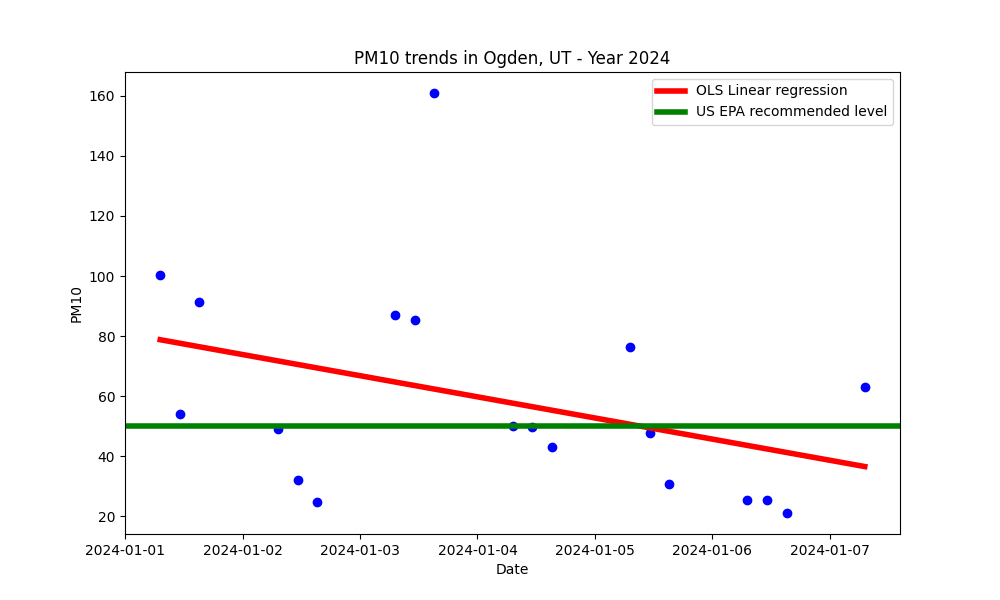 PM10 trends in Ogden, UT - Year 2024
OLS Linear regression
US EPA recommended level
160
140
120
100
80
60
40
20
PM10
2024-01-01 2024-01-02 2024-01-03 2024-01-04 2024-01-05 2024-01-06 2024-01-07
Date